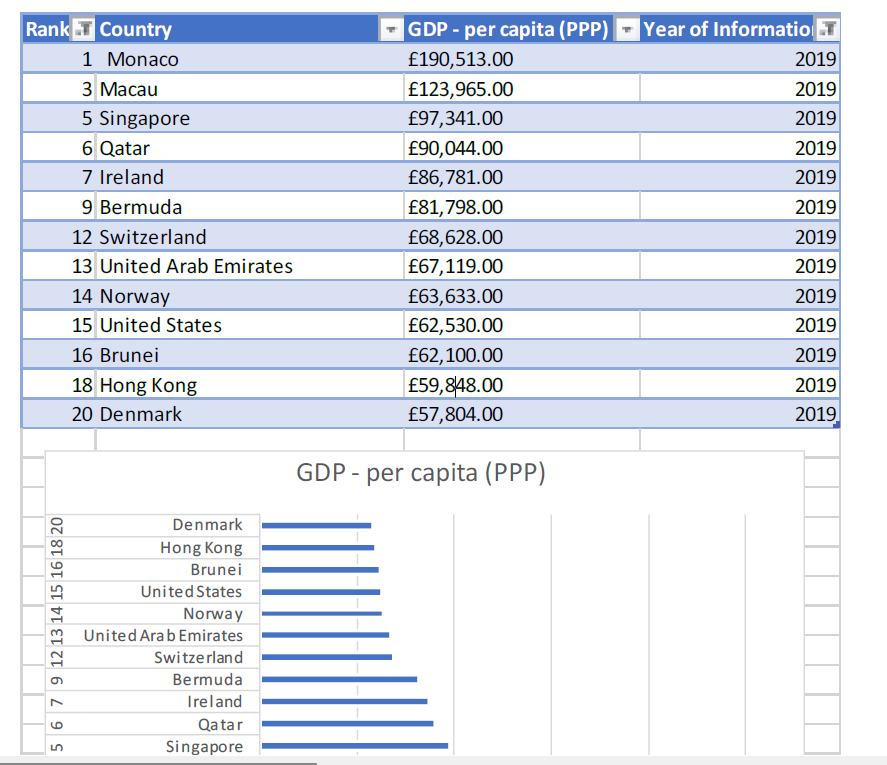 Rank Country GDP - per capita (PPP) Year of Informatio
1 Monaco £190,513.00 2019
3 Macau £123,965.00 2019
5 Singapore £97,341.00 2019
6 Qatar £90,044.00 2019
7 Ireland £86,781.00 2019
9 Bermuda £81,798.00 2019
12 Switzerland £68,628.00 2019
13 United Arab Emirates £67,119.00 2019
14 Norway £63,633.00 2019
15 United States £62,530.00 2019
16 Brunei £62,100.00 2019
18 Hong Kong £59,848.00 2019
20 Denmark £57,804.00 2019
GDP - per capita (PPP)
20 Denmark
18 Hong Kong
16 Brunei
15 United States
14 Norway
13 United Arab Emirates
12 Switzerland
9 Bermuda
7 Ireland
6 Qatar
5 Singapore